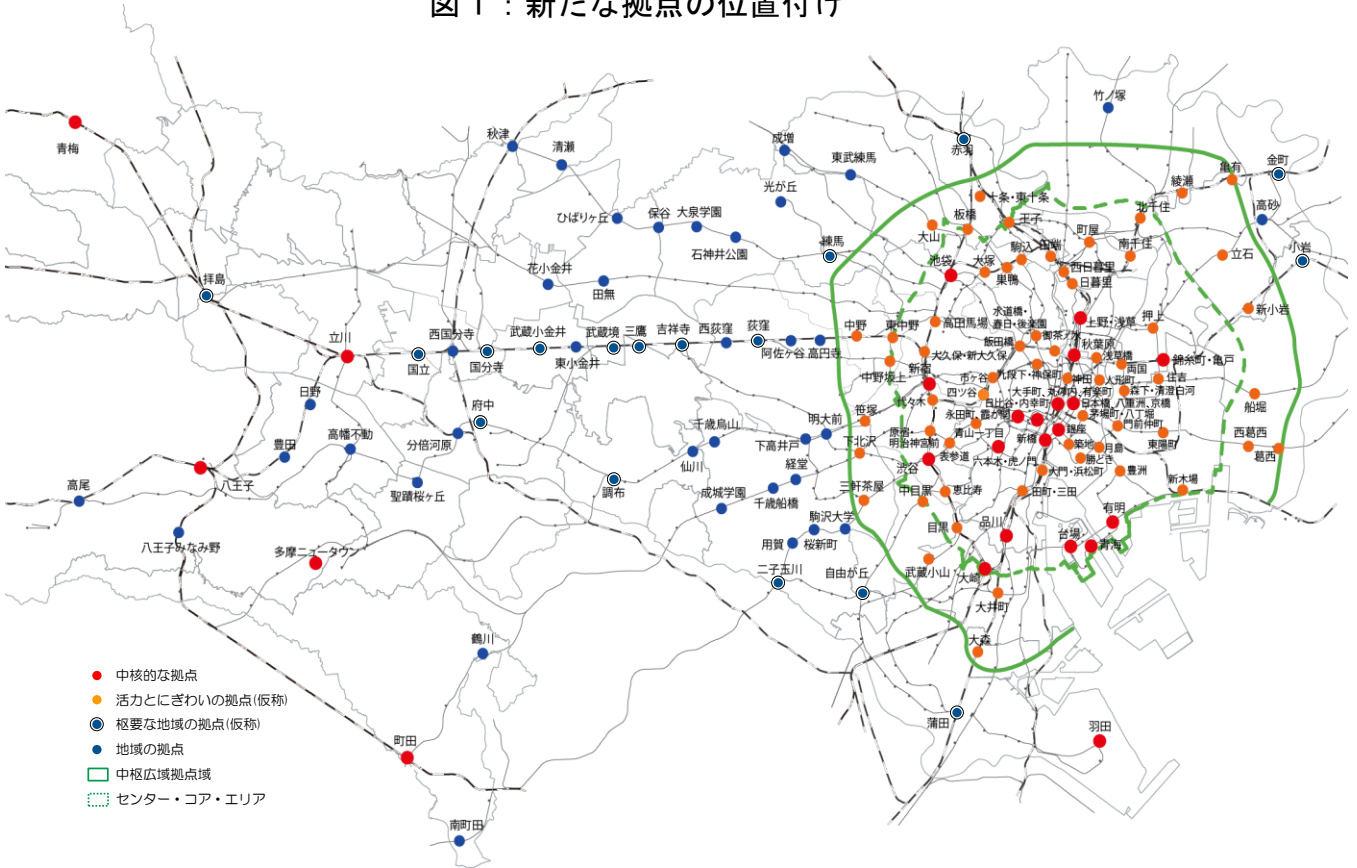 図1：新たな拠点の位置付け
竹ノ塚
青梅
秋津
清瀬
成増
東武練馬
赤羽
光が丘
亀有
金町
綾瀬
十条・東十条
北千住
高砂
ひばりヶ丘
保谷
大泉学園
板橋
王子
大山
町屋
石神井公園
練馬
駒込
田端
南千住
小岩
立石
池袋
大塚
西日暮里
花小金井
拝島
田無
巣鴨
日暮里
新小岩
水道橋・
春日・後楽園
上野・浅草
押上
立川
西国分寺
武蔵小金井
武蔵境
三鷹
吉祥寺
西荻窪
荻窪
中野
東中野
高田馬場
飯田橋
御茶ノ水
秋葉原
浅草橋
錦糸町・亀戸
国立
国分寺
東小金井
阿佐ケ谷
高円寺
大久保・新大久保
新宿
中野坂上
市ヶ谷
九段下・神保町
神田
人形町
両国
住吉
日野
四ツ谷
大手町、丸の内、有楽町
森下・清澄白河
代々木
日比谷・内幸町
日本橋、八重洲、京橋
船堀
府中
笹塚
永田町、霞が関
茅場町・八丁堀
千歳烏山
明大前
原宿・
明治神宮前
青山一丁目
新橋
銀座
門前仲町
豊田
高幡不動
分倍河原
下高井戸
下北沢
表参道
築地
月島
東陽町
西葛西
葛西
仙川
経堂
渋谷
六本木・虎ノ門
勝どき
八王子
大門・浜松町
豊洲
高尾
聖蹟桜ヶ丘
調布
成城学園
千歳船橋
三軒茶屋
中目黒
恵比寿
田町・三田
新木場
駒沢大学
有明
八王子みなみ野
多摩ニュータウン
用賀
桜新町
目黒
品川
台場
青海
二子玉川
自由が丘
武蔵小山
大崎
大井町
鶴川
大森
中核的な拠点
活力とにぎわいの拠点(仮称)
枢要な地域の拠点(仮称)
地域の拠点
中枢広域拠点域
センター・コア・エリア
町田
蒲田
羽田
南町田